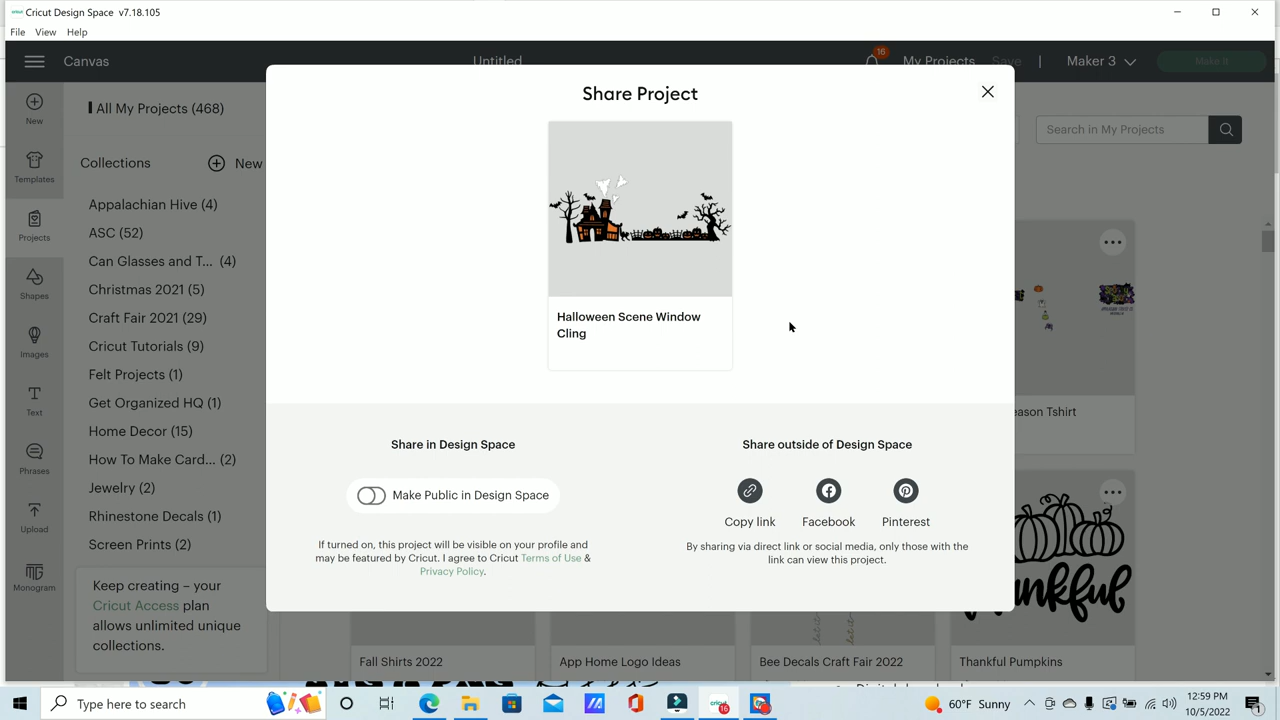 Cricut Design Space v7.18.105
File View Help
Canvas
Untitled
16
My Projects
Save
|
Maker 3
Make It
New
Templates
Projects
Shapes
Images
Text
Phrases
Upload
Monogram
All My Projects (468)
Collections
New
Appalachian Hive (4)
ASC (52)
Can Glasses and T... (4)
Christmas 2021 (5)
Craft Fair 2021 (29)
Cricut Tutorials (9)
Felt Projects (1)
Get Organized HQ (1)
Home Decor (15)
How To Make Card... (2)
Jewelry (2)
Rhinestone Decals (1)
Screen Prints (2)
Keep creating – your
Cricut Access plan
allows unlimited unique
collections.
Share Project
Halloween Scene Window
Cling
Share in Design Space
Make Public in Design Space
If turned on, this project will be visible on your profile and
may be featured by Cricut. I agree to Cricut Terms of Use &
Privacy Policy.
Share outside of Design Space
Copy link
Facebook
Pinterest
By sharing via direct link or social media, only those with the
link can view this project.
Search in My Projects
eason Tshirt
hankful
Fall Shirts 2022
App Home Logo Ideas
Bee Decals Craft Fair 2022
Thankful Pumpkins
Type here to search
cricut
16
60°F Sunny
12:59 PM
10/5/2022
1